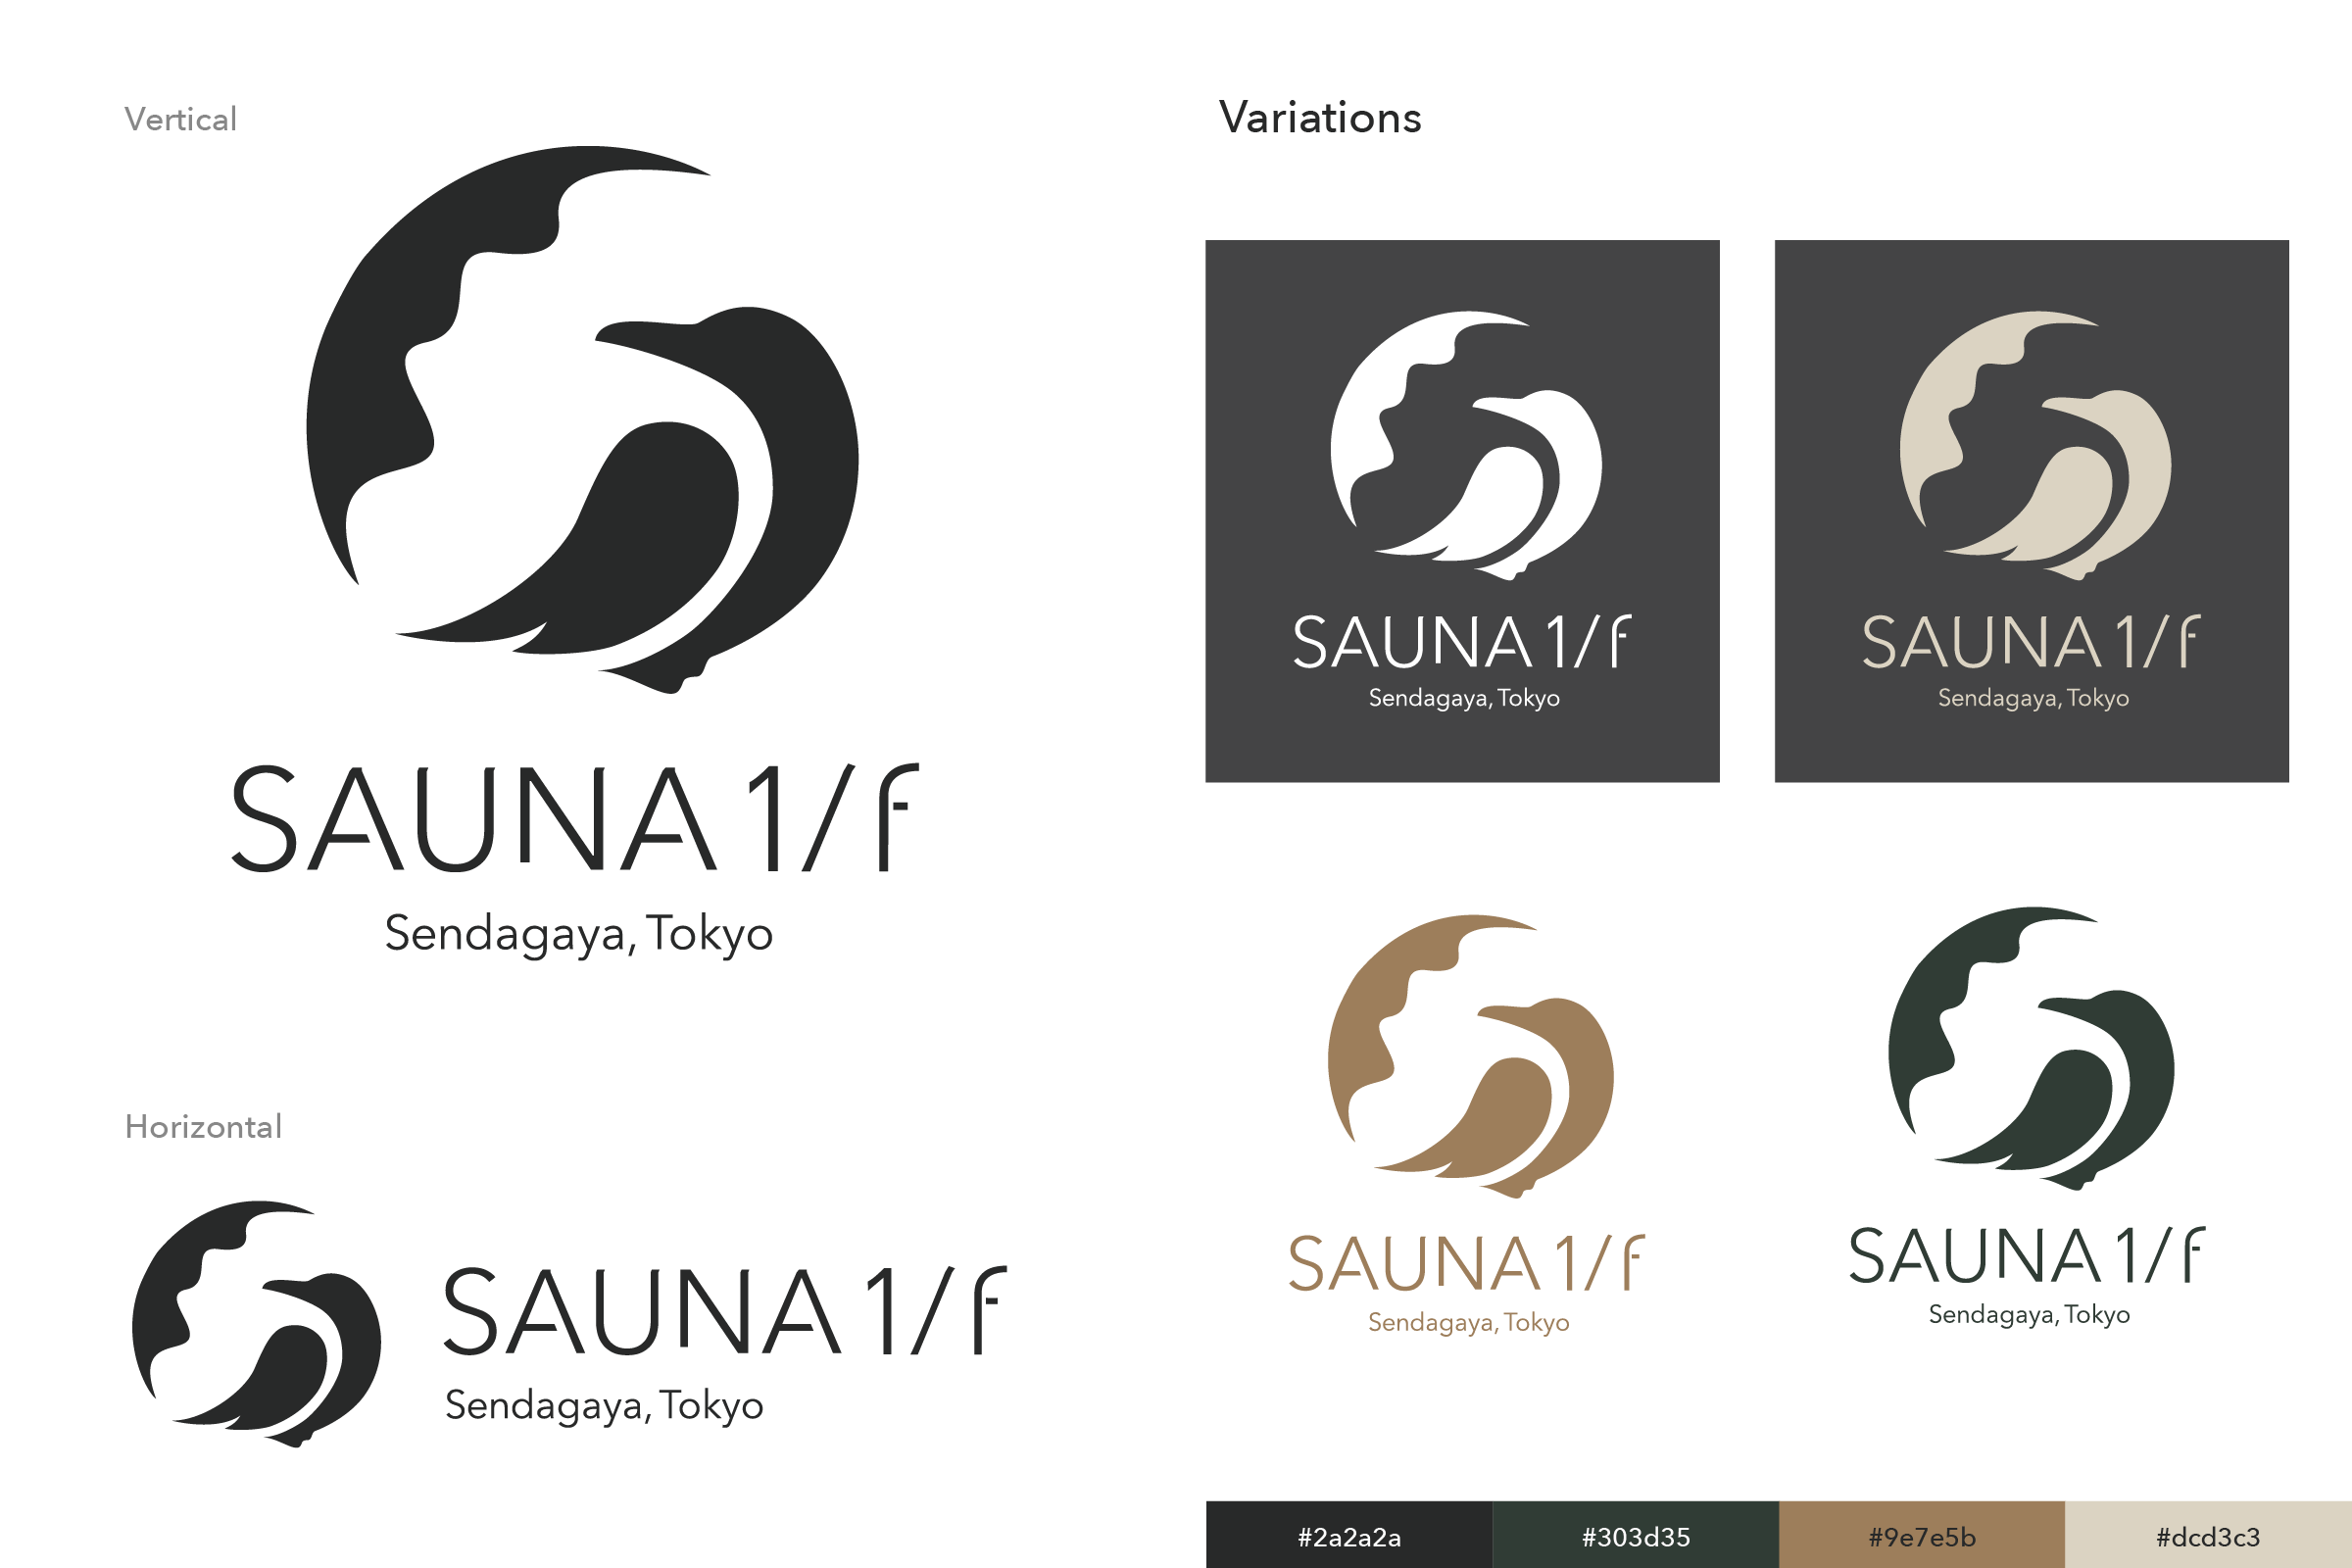 Vertical
SAUNA 1/f
Sendagaya, Tokyo
Horizontal
SAUNA 1/f
Sendagaya, Tokyo
Variations
SAUNA 1/f
Sendagaya, Tokyo
SAUNA 1/f
Sendagaya, Tokyo
SAUNA 1/f
Sendagaya, Tokyo
SAUNA 1/f
Sendagaya, Tokyo
#2a2a2a
#303d35
#9e7e5b
#dcd3c3